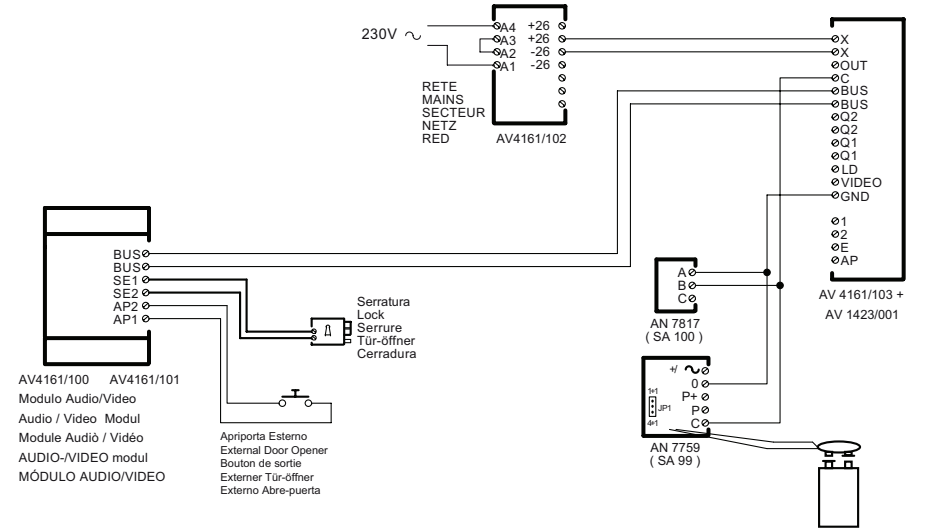 230V
A4 +26
A3 +26
A2 -26
A1 -26
RETE
MAINS
SECTEUR
NETZ
RED
AV4161/102
X
X
OUT
C
BUS
BUS
Q2
Q2
Q1
Q1
LD
VIDEO
GND
1
2
E
AP
AV 4161/103 +
AV 1423/001
BUS
BUS
SE1
SE2
AP2
AP1
AV4161/100 AV4161/101
Modulo Audio/Video
Audio / Video Modul
Module Audiò / Vidéo
AUDIO-/VIDEO modul
MÓDULO AUDIO/VIDEO
Serratura
Lock
Serrure
Tür-öffner
Cerradura
Apriporta Esterno
External Door Opener
Bouton de sortie
Externer Tür-öffner
Externo Abre-puerta
A
B
C
AN 7817
( SA 100 )
+/
0
P+
P
C
1+1
JP1
4+1
AN 7759
( SA 99 )